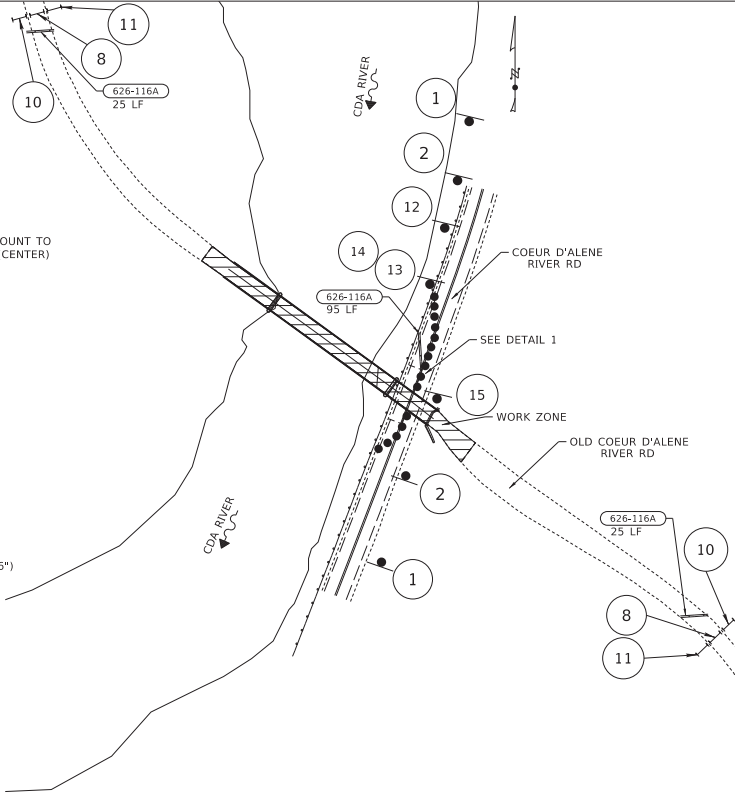 11
8
10
626-116A
25 LF
CDA RIVER
N
1
2
12
14
13
OUNT TO
CENTER)
COEUR D'ALENE
RIVER RD
626-116A
95 LF
SEE DETAIL 1
15
WORK ZONE
OLD COEUR D'ALENE
RIVER RD
2
CDA RIVER
626-116A
25 LF
10
1
8
11
")